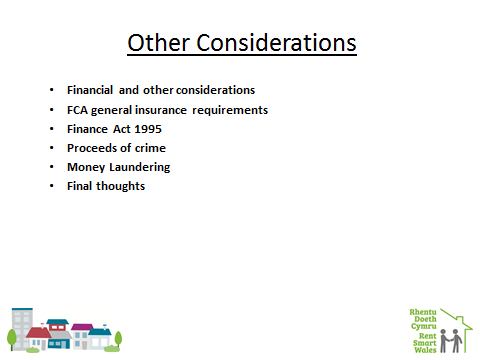 Other Considerations
• Financial and other considerations
• FCA general insurance requirements
• Finance Act 1995
• Proceeds of crime
• Money Laundering
• Final thoughts
Rhentu
Doeth
Cymru
Rent
Smart
Wales